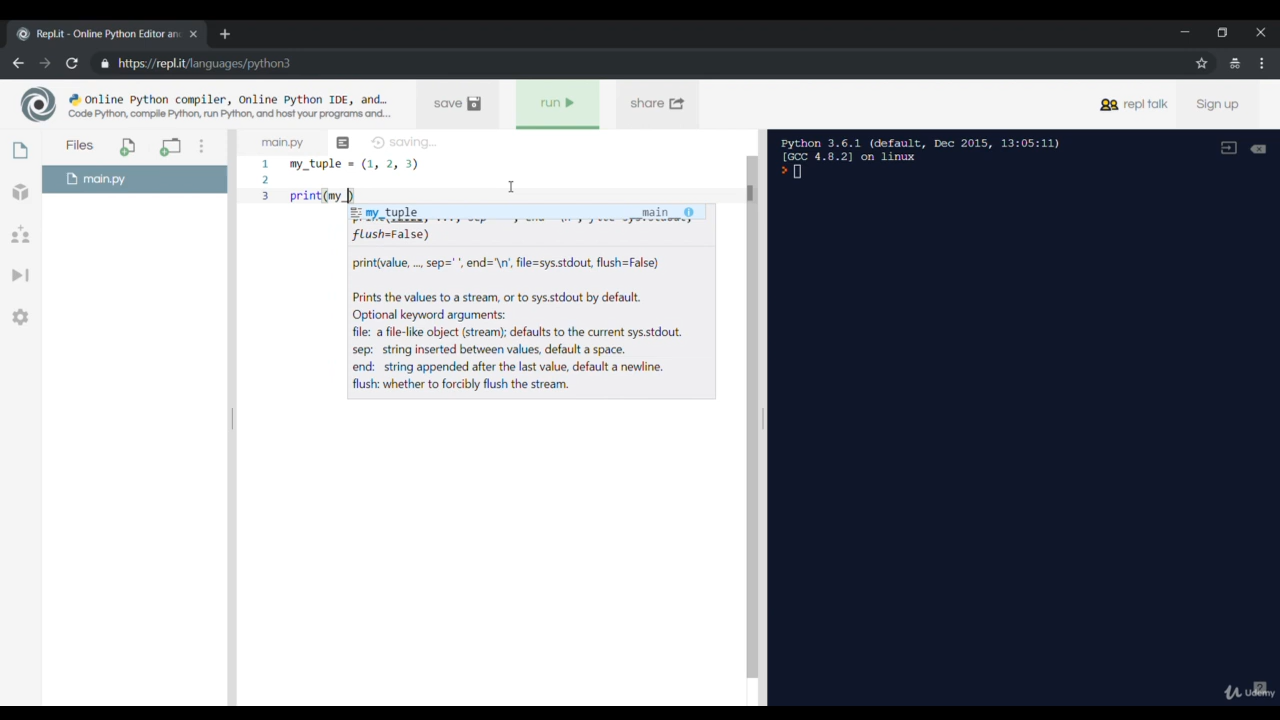 Repl.it - Online Python Editor an
https://repl.it/languages/python3
Online Python compiler, Online Python IDE, and...
Code Python, compile Python, run Python, and host your programs and...
save
run
share
repl talk
Sign up
Files
main.py
main.py
saving...
1 my_tuple = (1, 2, 3)
2
3 print(my_)
my_tuple __main__
flush=False)
print(value, ..., sep=' ', end='\n', file=sys.stdout, flush=False)
Prints the values to a stream, or to sys.stdout by default.
Optional keyword arguments:
file: a file-like object (stream); defaults to the current sys.stdout.
sep: string inserted between values, default a space.
end: string appended after the last value, default a newline.
flush: whether to forcibly flush the stream.
Python 3.6.1 (default, Dec 2015, 13:05:11)
[GCC 4.8.2] on linux
>
Udemy